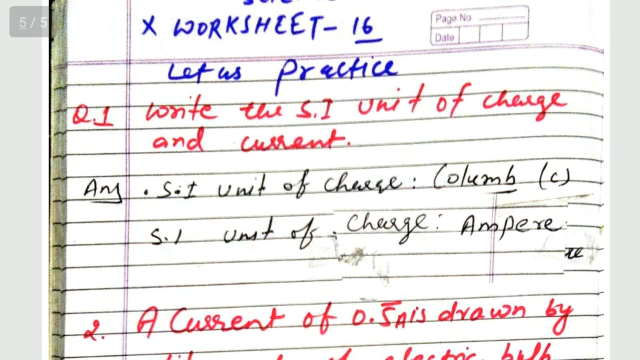 5/5
X WORKSHEET-16
Page No.
Date
Let us Practice
Q.1 Write the S.I Unit of charge
and current.
Ans . S.I Unit of Charge: Columb (c)
S.I Unit of Charge: Ampere
2. A Current of 0.5A is drawn by